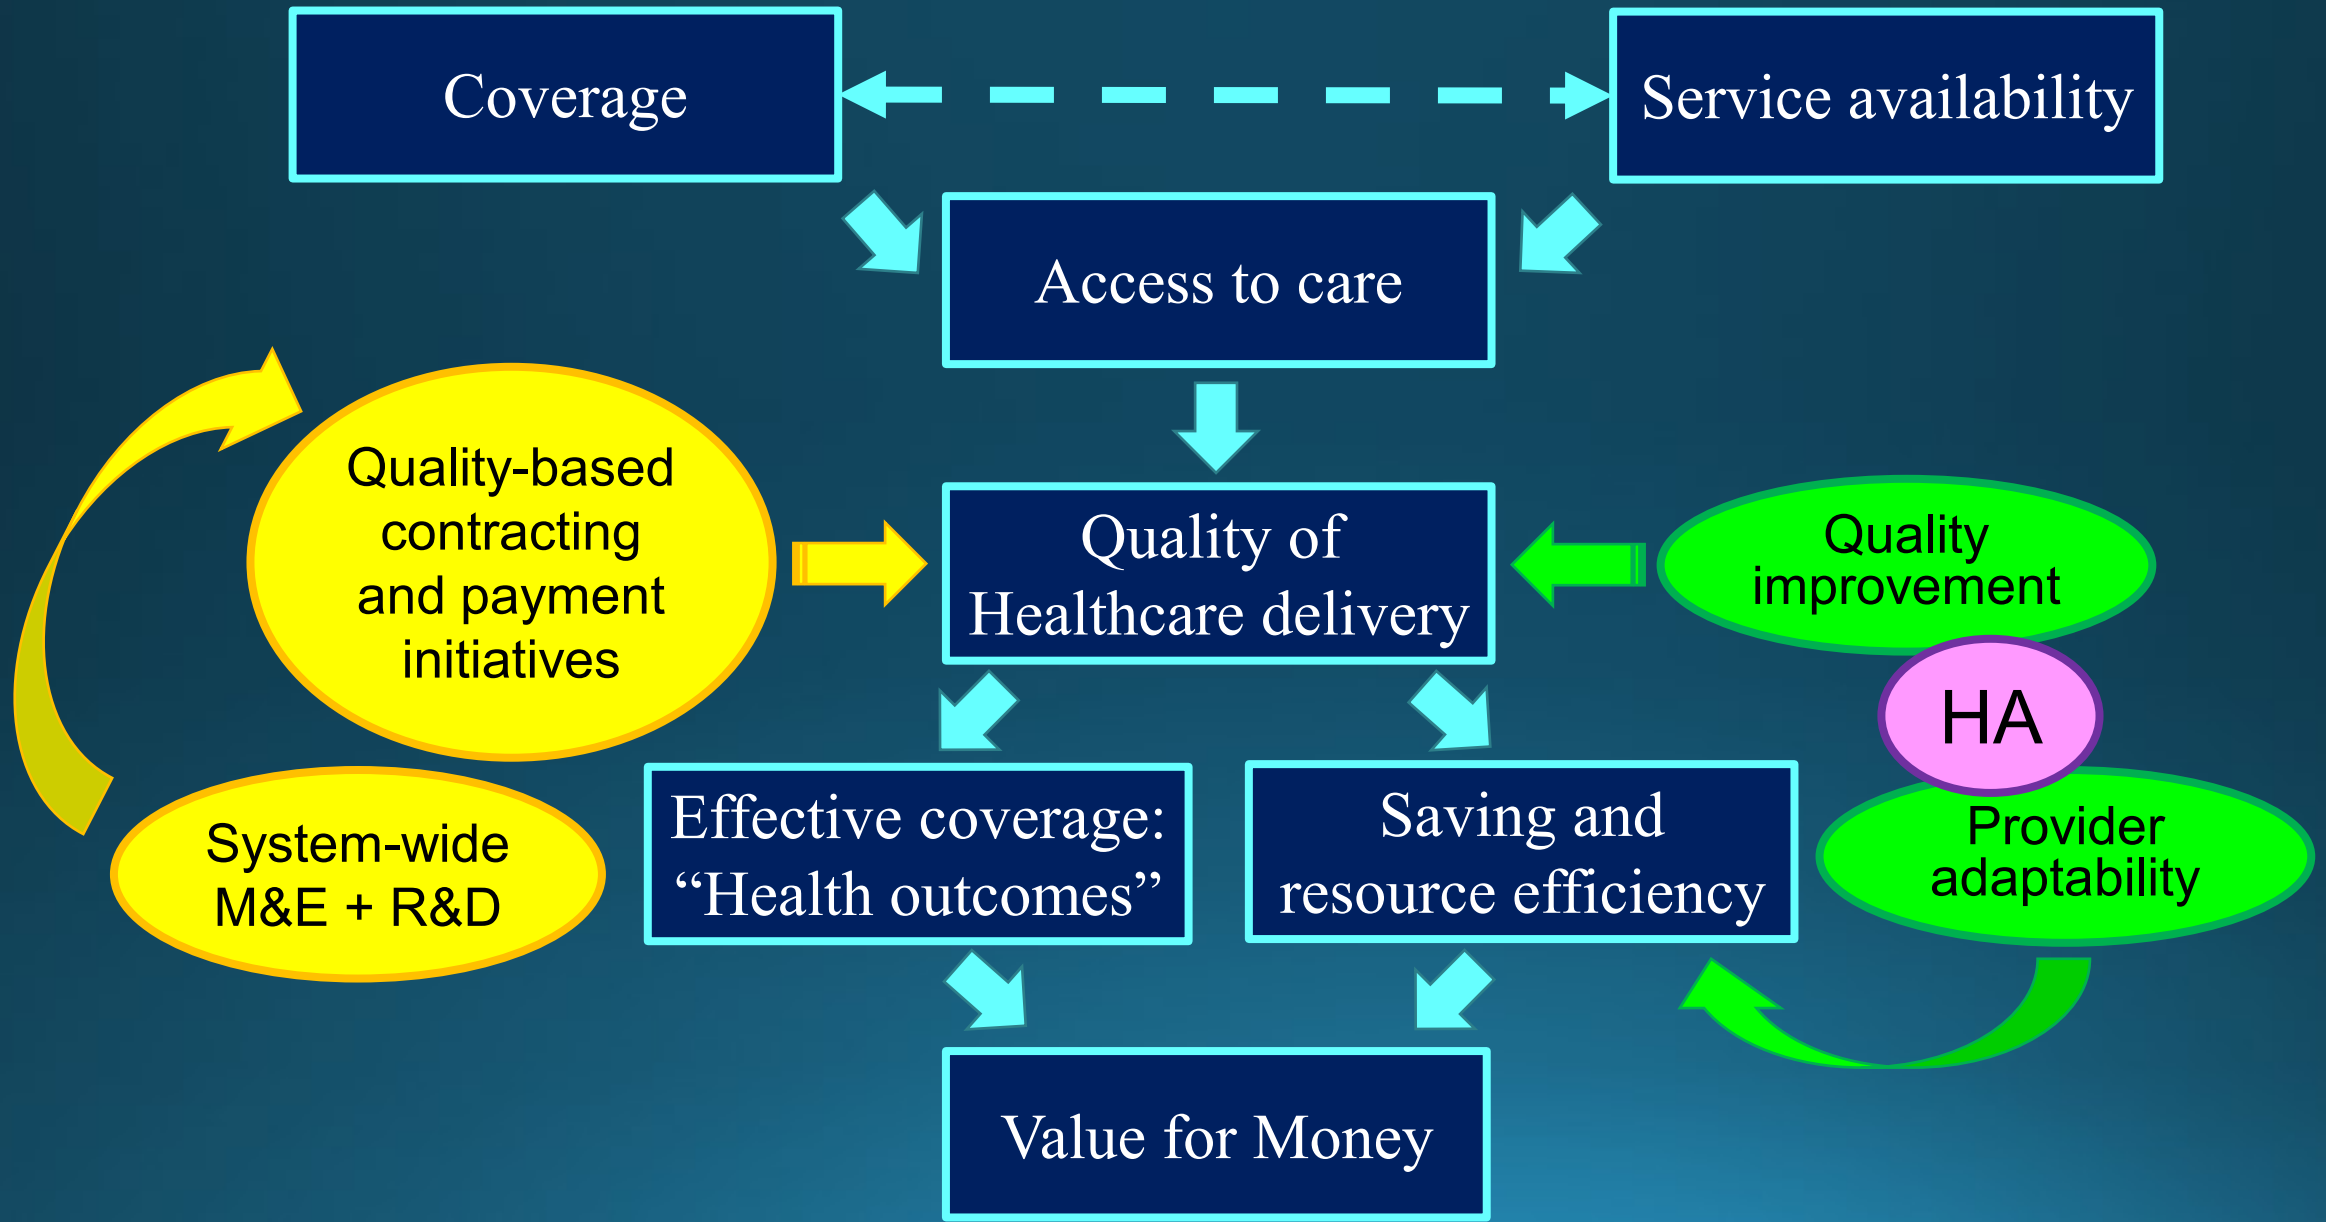 Coverage
Service availability
Access to care
Quality-based
contracting
and payment
initiatives
Quality of
Healthcare delivery
Quality
improvement
HA
System-wide
M&E + R&D
Effective coverage:
“Health outcomes”
Saving and
resource efficiency
Provider
adaptability
Value for Money